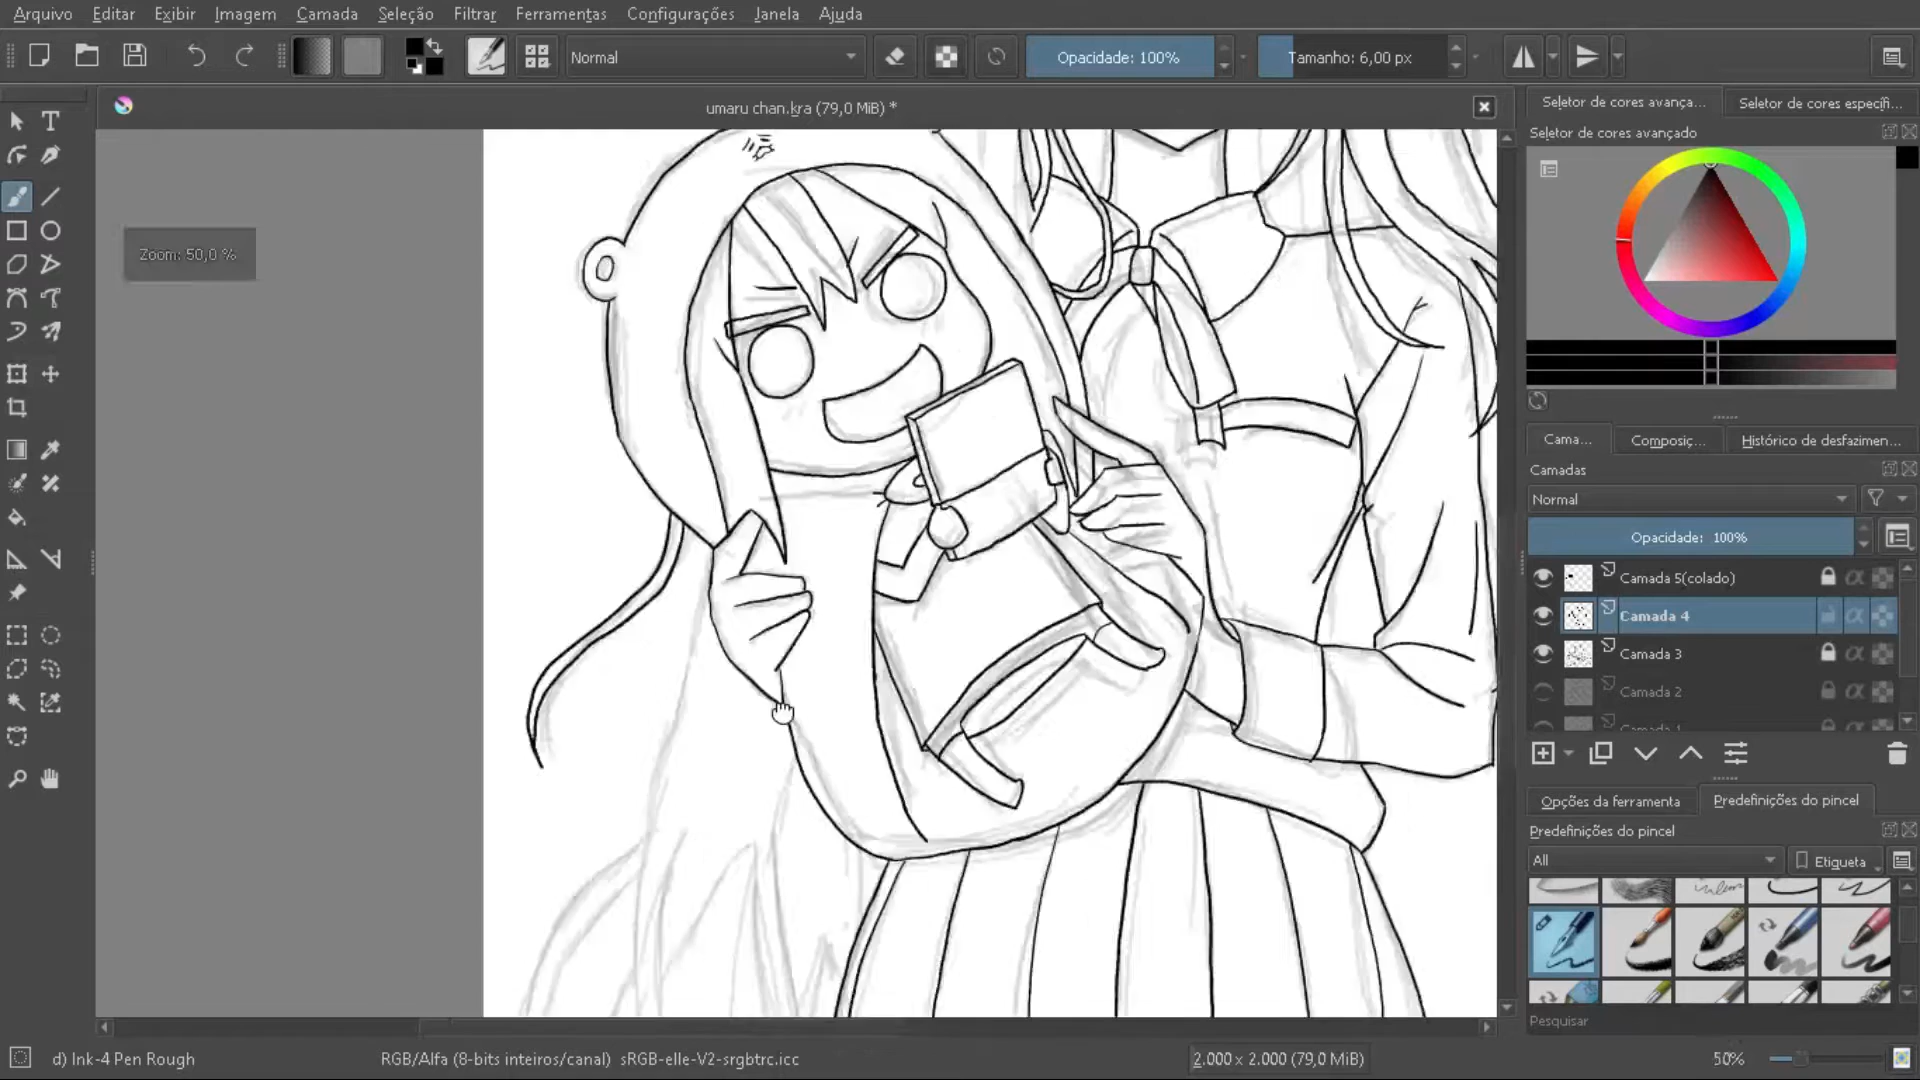 Arquivo Editar Exibir Imagem Camada Seleção Filtrar Ferramentas Configurações Janela Ajuda
Normal Opacidade: 100% Tamanho: 6,00 px
umaru chan.kra (79,0 MiB) *
Seletor de cores avança... Seletor de cores específi...
Seletor de cores avançado
Zoom: 50,0 %
Cama... Composiç... Histórico de desfazimen...
Camadas
Normal
Opacidade: 100%
Camada 5(colado)
Camada 4
Camada 3
Camada 2
Camada 1
Opções da ferramenta Predefinições do pincel
Predefinições do pincel
All Etiqueta
Pesquisar
d) Ink-4 Pen Rough RGB/Alfa (8-bits inteiros/canal) sRGB-elle-V2-srgbtrc.icc 2.000 x 2.000 (79,0 MiB) 50%